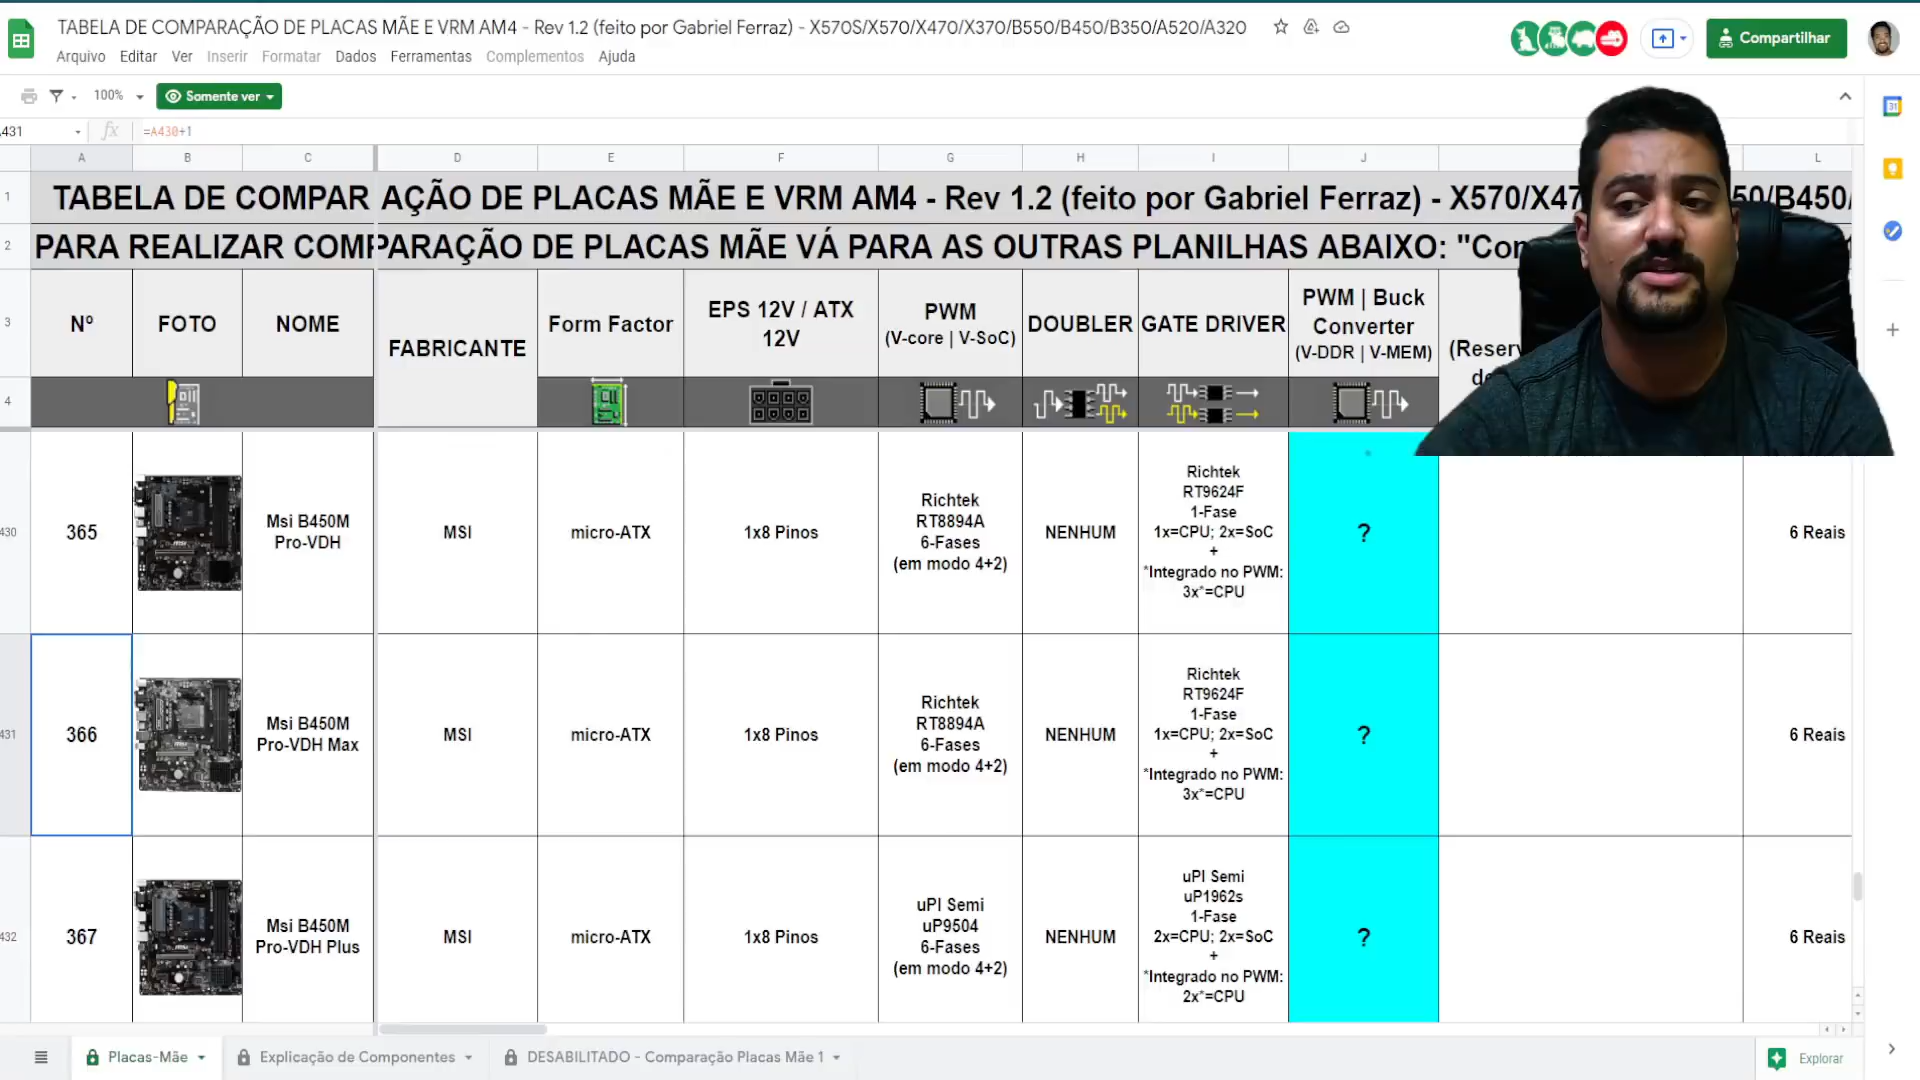 TABELA DE COMPARAÇÃO DE PLACAS MÃE E VRM AM4 - Rev 1.2 (feito por Gabriel Ferraz) - X570S/X570/X470/X370/B550/B450/B350/A520/A320
Compartilhar
Arquivo Editar Ver Inserir Formatar Dados Ferramentas Complementos Ajuda
100% Somente ver
431 fx =A430+1
A B C D E F G H I J L
1 TABELA DE COMPARAÇÃO DE PLACAS MÃE E VRM AM4 - Rev 1.2 (feito por Gabriel Ferraz) - X570/X47 50/B450/
2 PARA REALIZAR COMPARAÇÃO DE PLACAS MÃE VÁ PARA AS OUTRAS PLANILHAS ABAIXO:
3
Nº
FOTO
NOME
FABRICANTE
Form Factor
EPS 12V / ATX
12V
PWM
(V-core | V-SoC)
DOUBLER
GATE DRIVER
PWM | Buck
Converter
(V-DDR | V-MEM)
4
430
365
Msi B450M
Pro-VDH
MSI
micro-ATX
1x8 Pinos
Richtek
RT8894A
6-Fases
(em modo 4+2)
NENHUM
Richtek
RT9624F
1-Fase
1x=CPU; 2x=SoC
+
*Integrado no PWM:
3x*=CPU
?
6 Reais
431
366
Msi B450M
Pro-VDH Max
MSI
micro-ATX
1x8 Pinos
Richtek
RT8894A
6-Fases
(em modo 4+2)
NENHUM
Richtek
RT9624F
1-Fase
1x=CPU; 2x=SoC
+
*Integrado no PWM:
3x*=CPU
?
6 Reais
432
367
Msi B450M
Pro-VDH Plus
MSI
micro-ATX
1x8 Pinos
uPI Semi
uP9504
6-Fases
(em modo 4+2)
NENHUM
uPI Semi
uP1962s
1-Fase
2x=CPU; 2x=SoC
+
*Integrado no PWM:
2x*=CPU
?
6 Reais
Placas-Mãe Explicação de Componentes DESABILITADO - Comparação Placas Mãe 1 Explorar